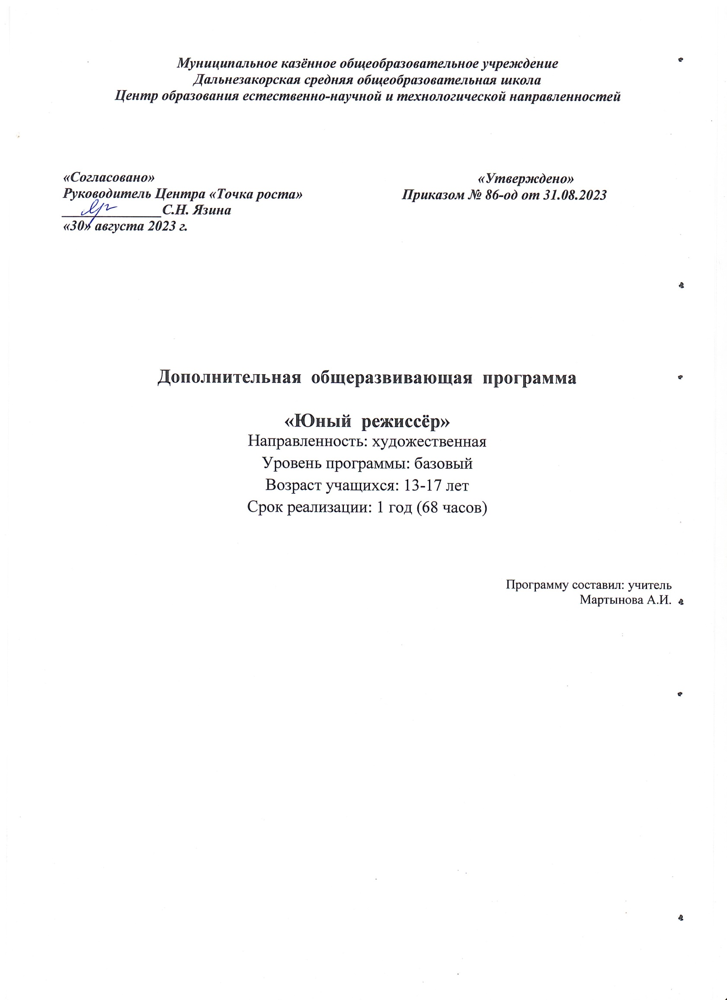 Муниципальное казённое общеобразовательное учреждение
Дальнезакорская средняя общеобразовательная школа
Центр образования естественно-научной и технологической направленностей
«Согласовано»
Руководитель Центра «Точка роста»
______________С.Н. Язина
«30» августа 2023 г.
«Утверждено»
Приказом № 86-од от 31.08.2023
Дополнительная общеразвивающая программа
«Юный режиссёр»
Направленность: художественная
Уровень программы: базовый
Возраст учащихся: 13-17 лет
Срок реализации: 1 год (68 часов)
Программу составил: учитель
Мартынова А.И.